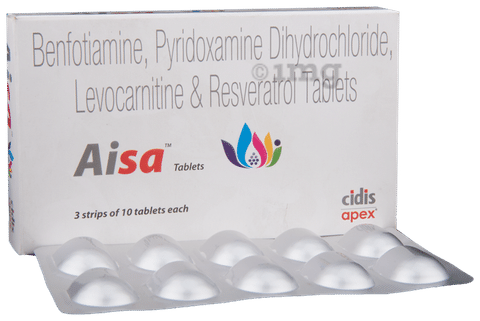 Benfotiamine, Pyridoxamine Dihydrochloride,
Levocarnitine & Resveratrol Tablets
© 1mg
Aisa™ Tablets
3 strips of 10 tablets each
cidis
apex